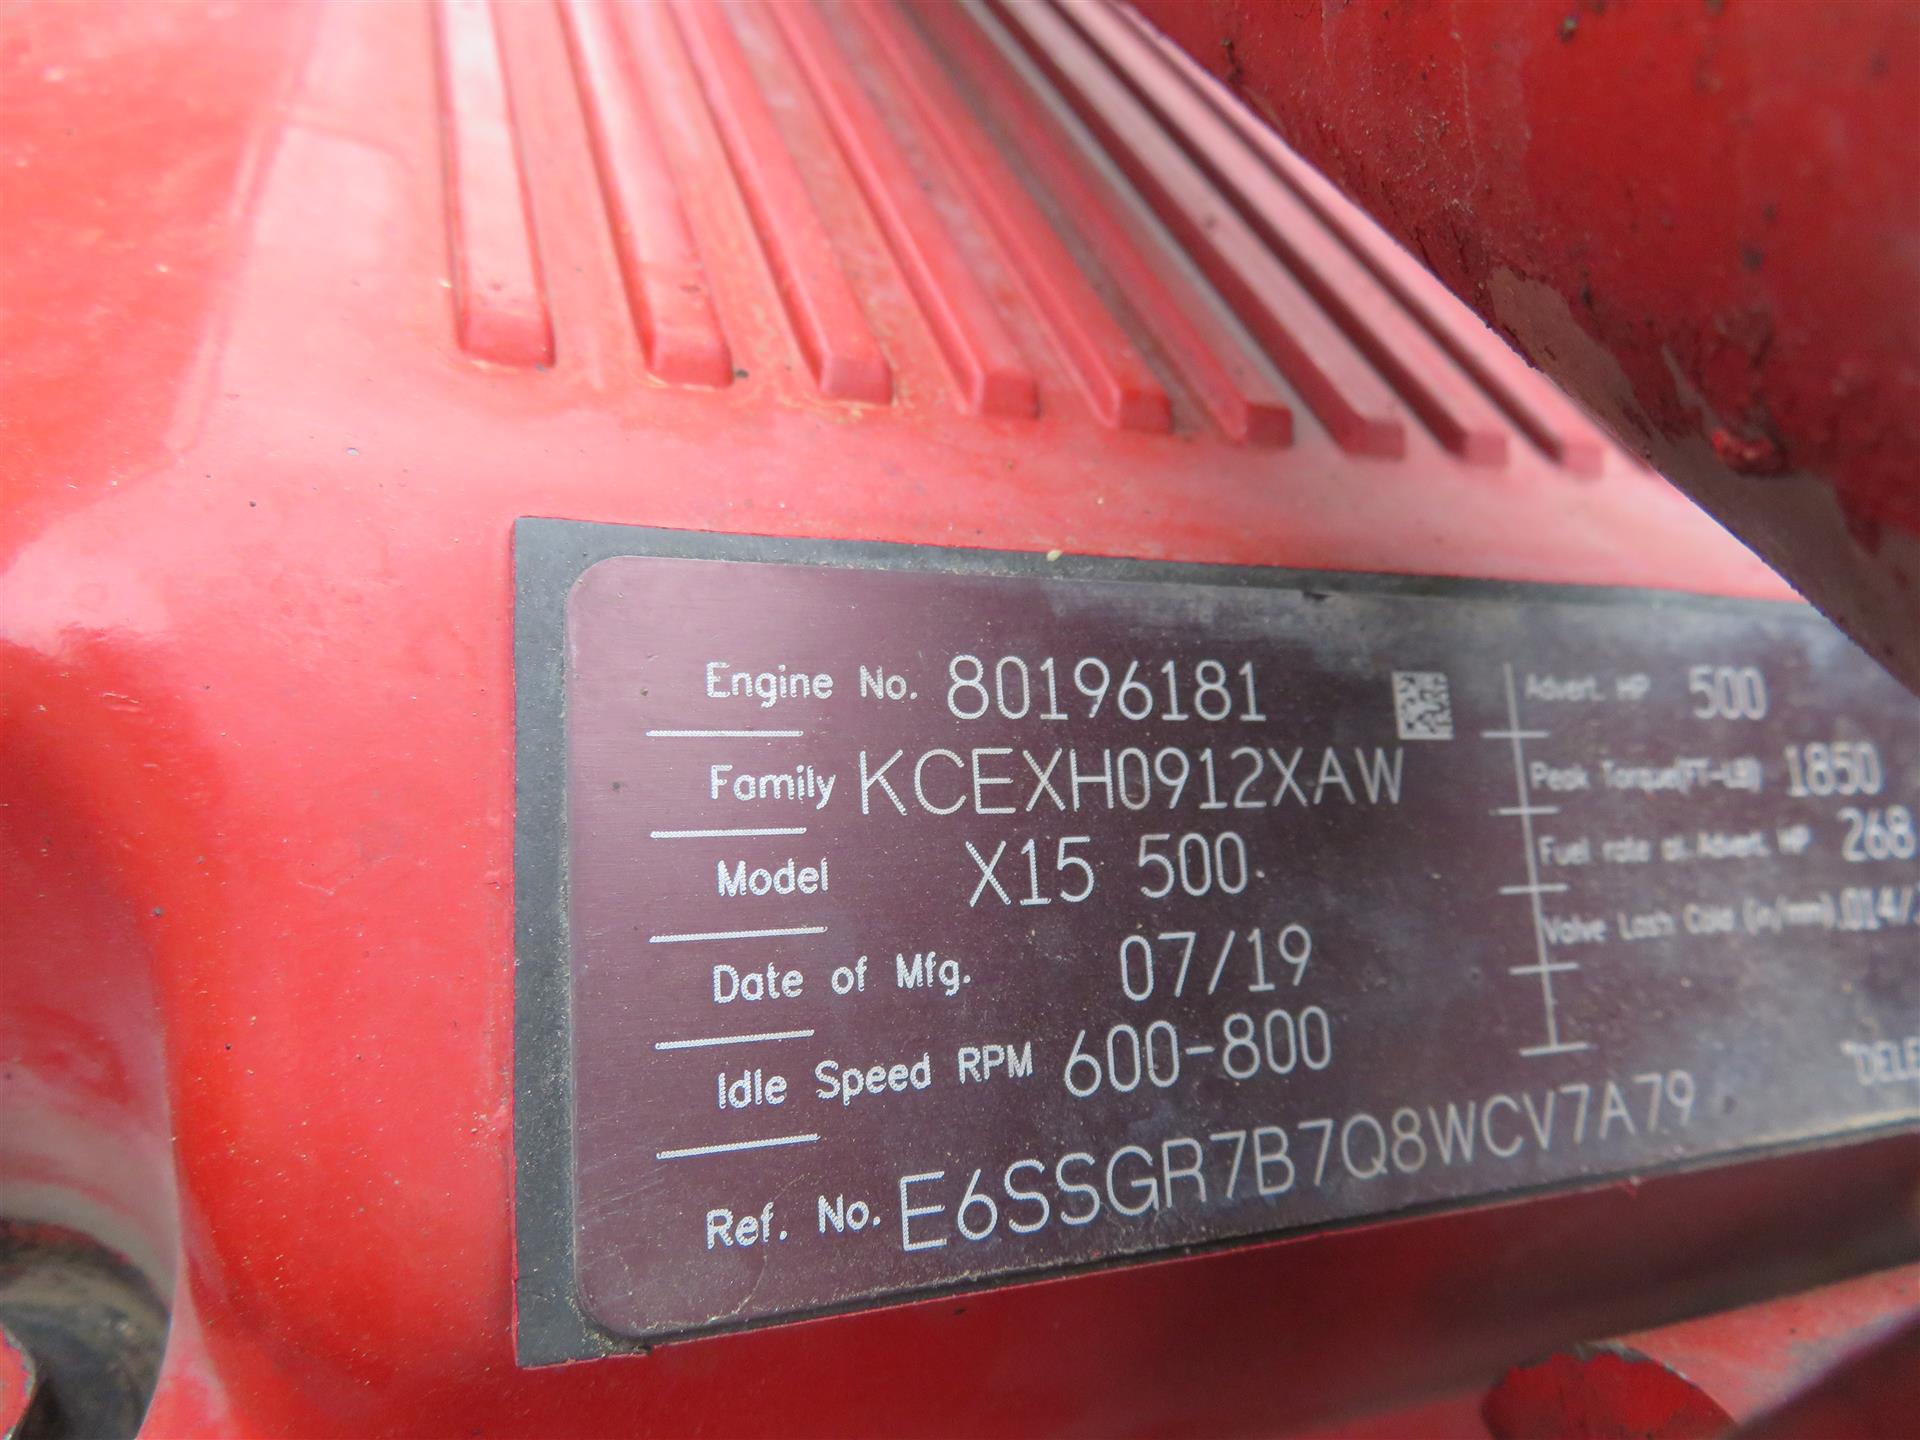 Engine No. 80196181
Family KCEXH0912XAW
Model X15 500
Date of Mfg. 07/19
Idle Speed RPM 600-800
Ref. No. E6SSGR7B7Q8WCV7A79
Advert. HP 500
Peak Torque(FT-LB) 1850
Fuel rate at Advert. HP 268
Valve Lash Cold (in/mm) .014/